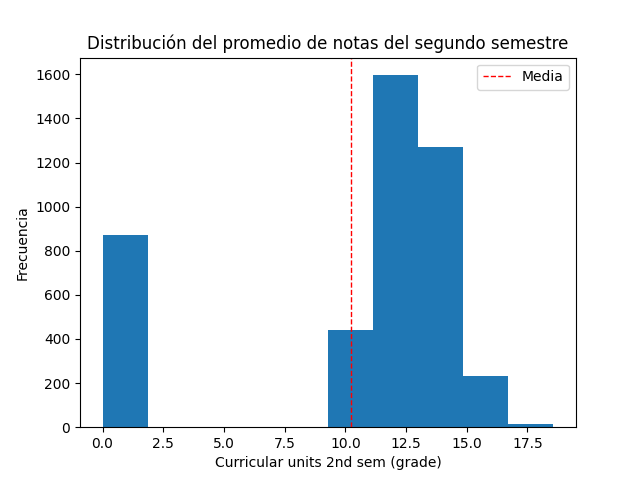 Distribución del promedio de notas del segundo semestre
Media
Frecuencia
1600
1400
1200
1000
800
600
400
200
0
0.0 2.5 5.0 7.5 10.0 12.5 15.0 17.5
Curricular units 2nd sem (grade)